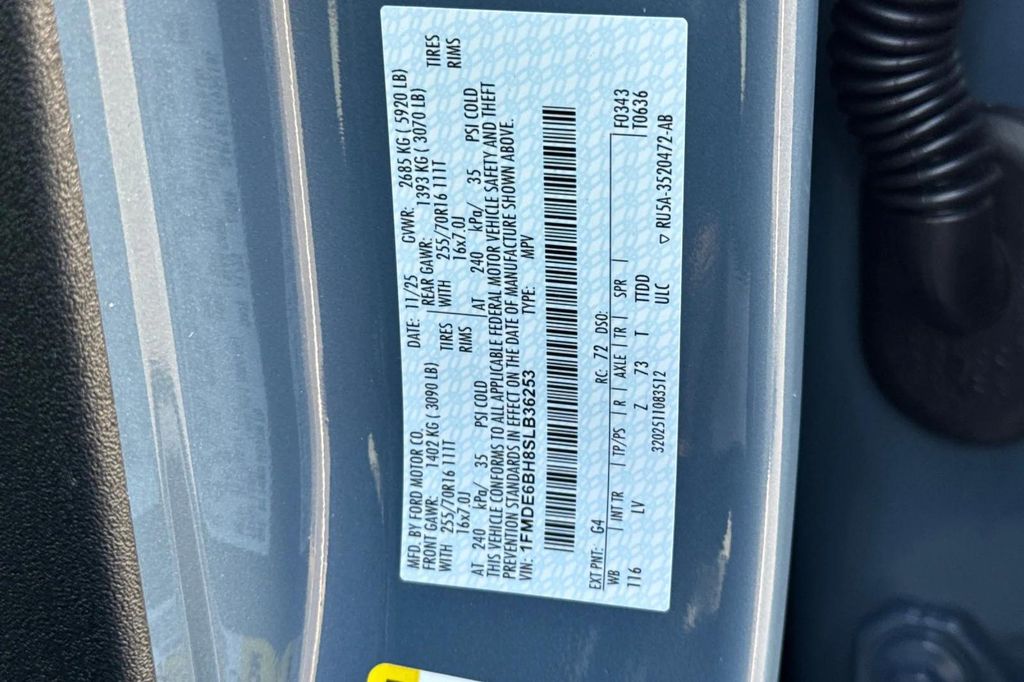 MFD. BY FORD MOTOR CO. DATE: 11/25 GVWR: 2685 KG ( 5920 LB)
FRONT GAWR: 1402 KG ( 3090 LB) REAR GAWR: 1393 KG ( 3070 LB)
WITH 255/70R16 111T TIRES WITH 255/70R16 111T TIRES
16x7.0J RIMS 16x7.0J RIMS
AT 240 kPa/ 35 PSI COLD AT 240 kPa/ 35 PSI COLD
THIS VEHICLE CONFORMS TO ALL APPLICABLE FEDERAL MOTOR VEHICLE SAFETY AND THEFT
PREVENTION STANDARDS IN EFFECT ON THE DATE OF MANUFACTURE SHOWN ABOVE.
VIN: 1FMDE6BH8SLB36253 TYPE: MPV
EXT PNT: G4 RC: 72 DSO: F0343
WB INT TR TP/PS R AXLE TR SPR T0636
116 LV Z 73 T TTDD
3202511083512 ULC ▽ RU5A-3520472-AB